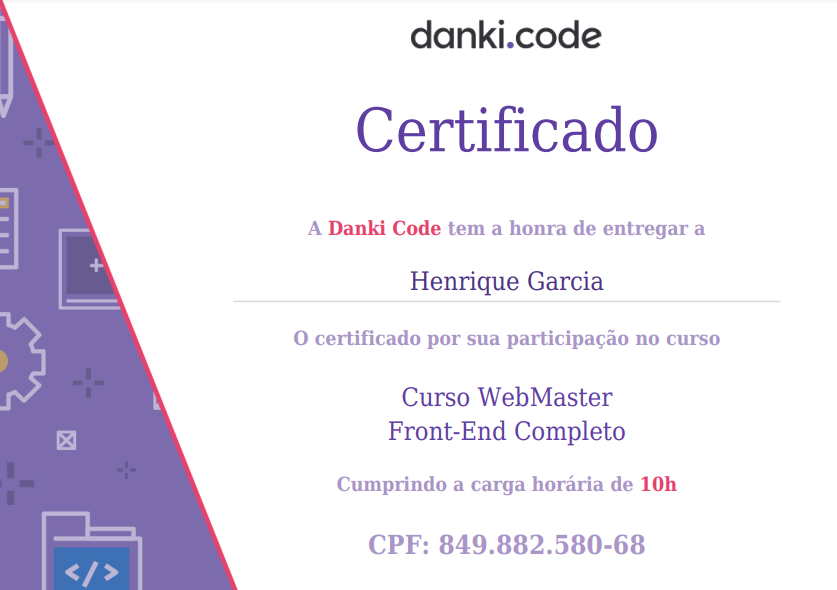 danki.code
Certificado
A Danki Code tem a honra de entregar a
Henrique Garcia
O certificado por sua participação no curso
Curso WebMaster
Front-End Completo
Cumprindo a carga horária de 10h
CPF: 849.882.580-68
</>